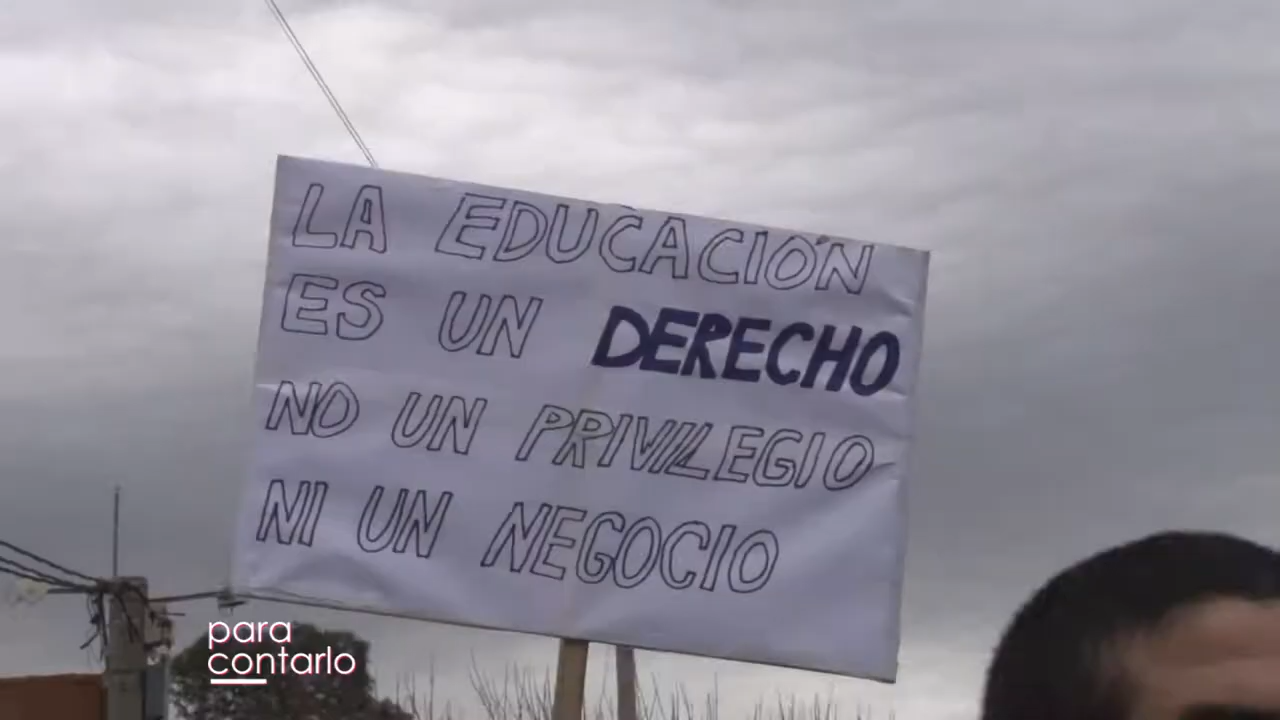 LA EDUCACIÓN
ES UN DERECHO
NO UN PRIVILEGIO
NI UN NEGOCIO
para
contarlo